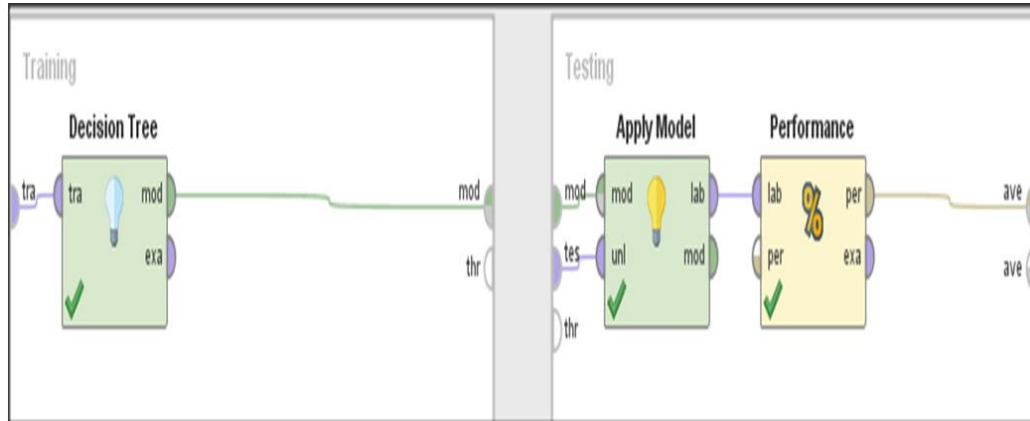 Training
Decision Tree
tra
tra
mod
exa
mod
thr
Testing
Apply Model
Performance
mod
tes
thr
mod
unl
lab
mod
lab
per
per
exa
%
ave
ave